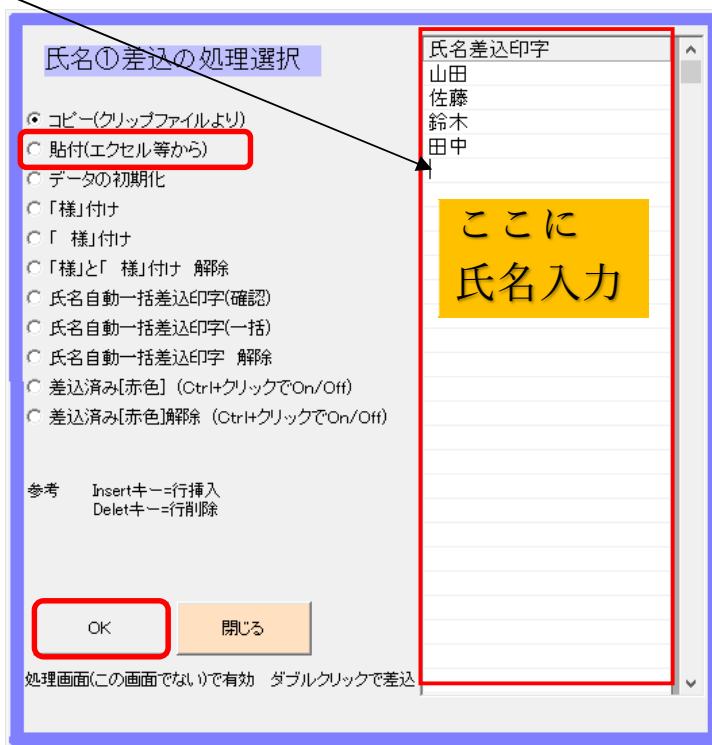 氏名①差込の処理選択
コピー(クリップファイルより)
貼付(エクセル等から)
データの初期化
「様」付け
「　様」付け
「様」と「　様」付け　解除
氏名自動一括差込印字(確認)
氏名自動一括差込印字(一括)
氏名自動一括差込印字　解除
差込済み[赤色]（Ctrl+クリックでOn/Off)
差込済み[赤色]解除（Ctrl+クリックでOn/Off)
参考　Insertキー=行挿入
Deletキー=行削除
OK
閉じる
処理画面(この画面でない)で有効　ダブルクリックで差込
氏名差込印字
山田
佐藤
鈴木
田中
ここに
氏名入力